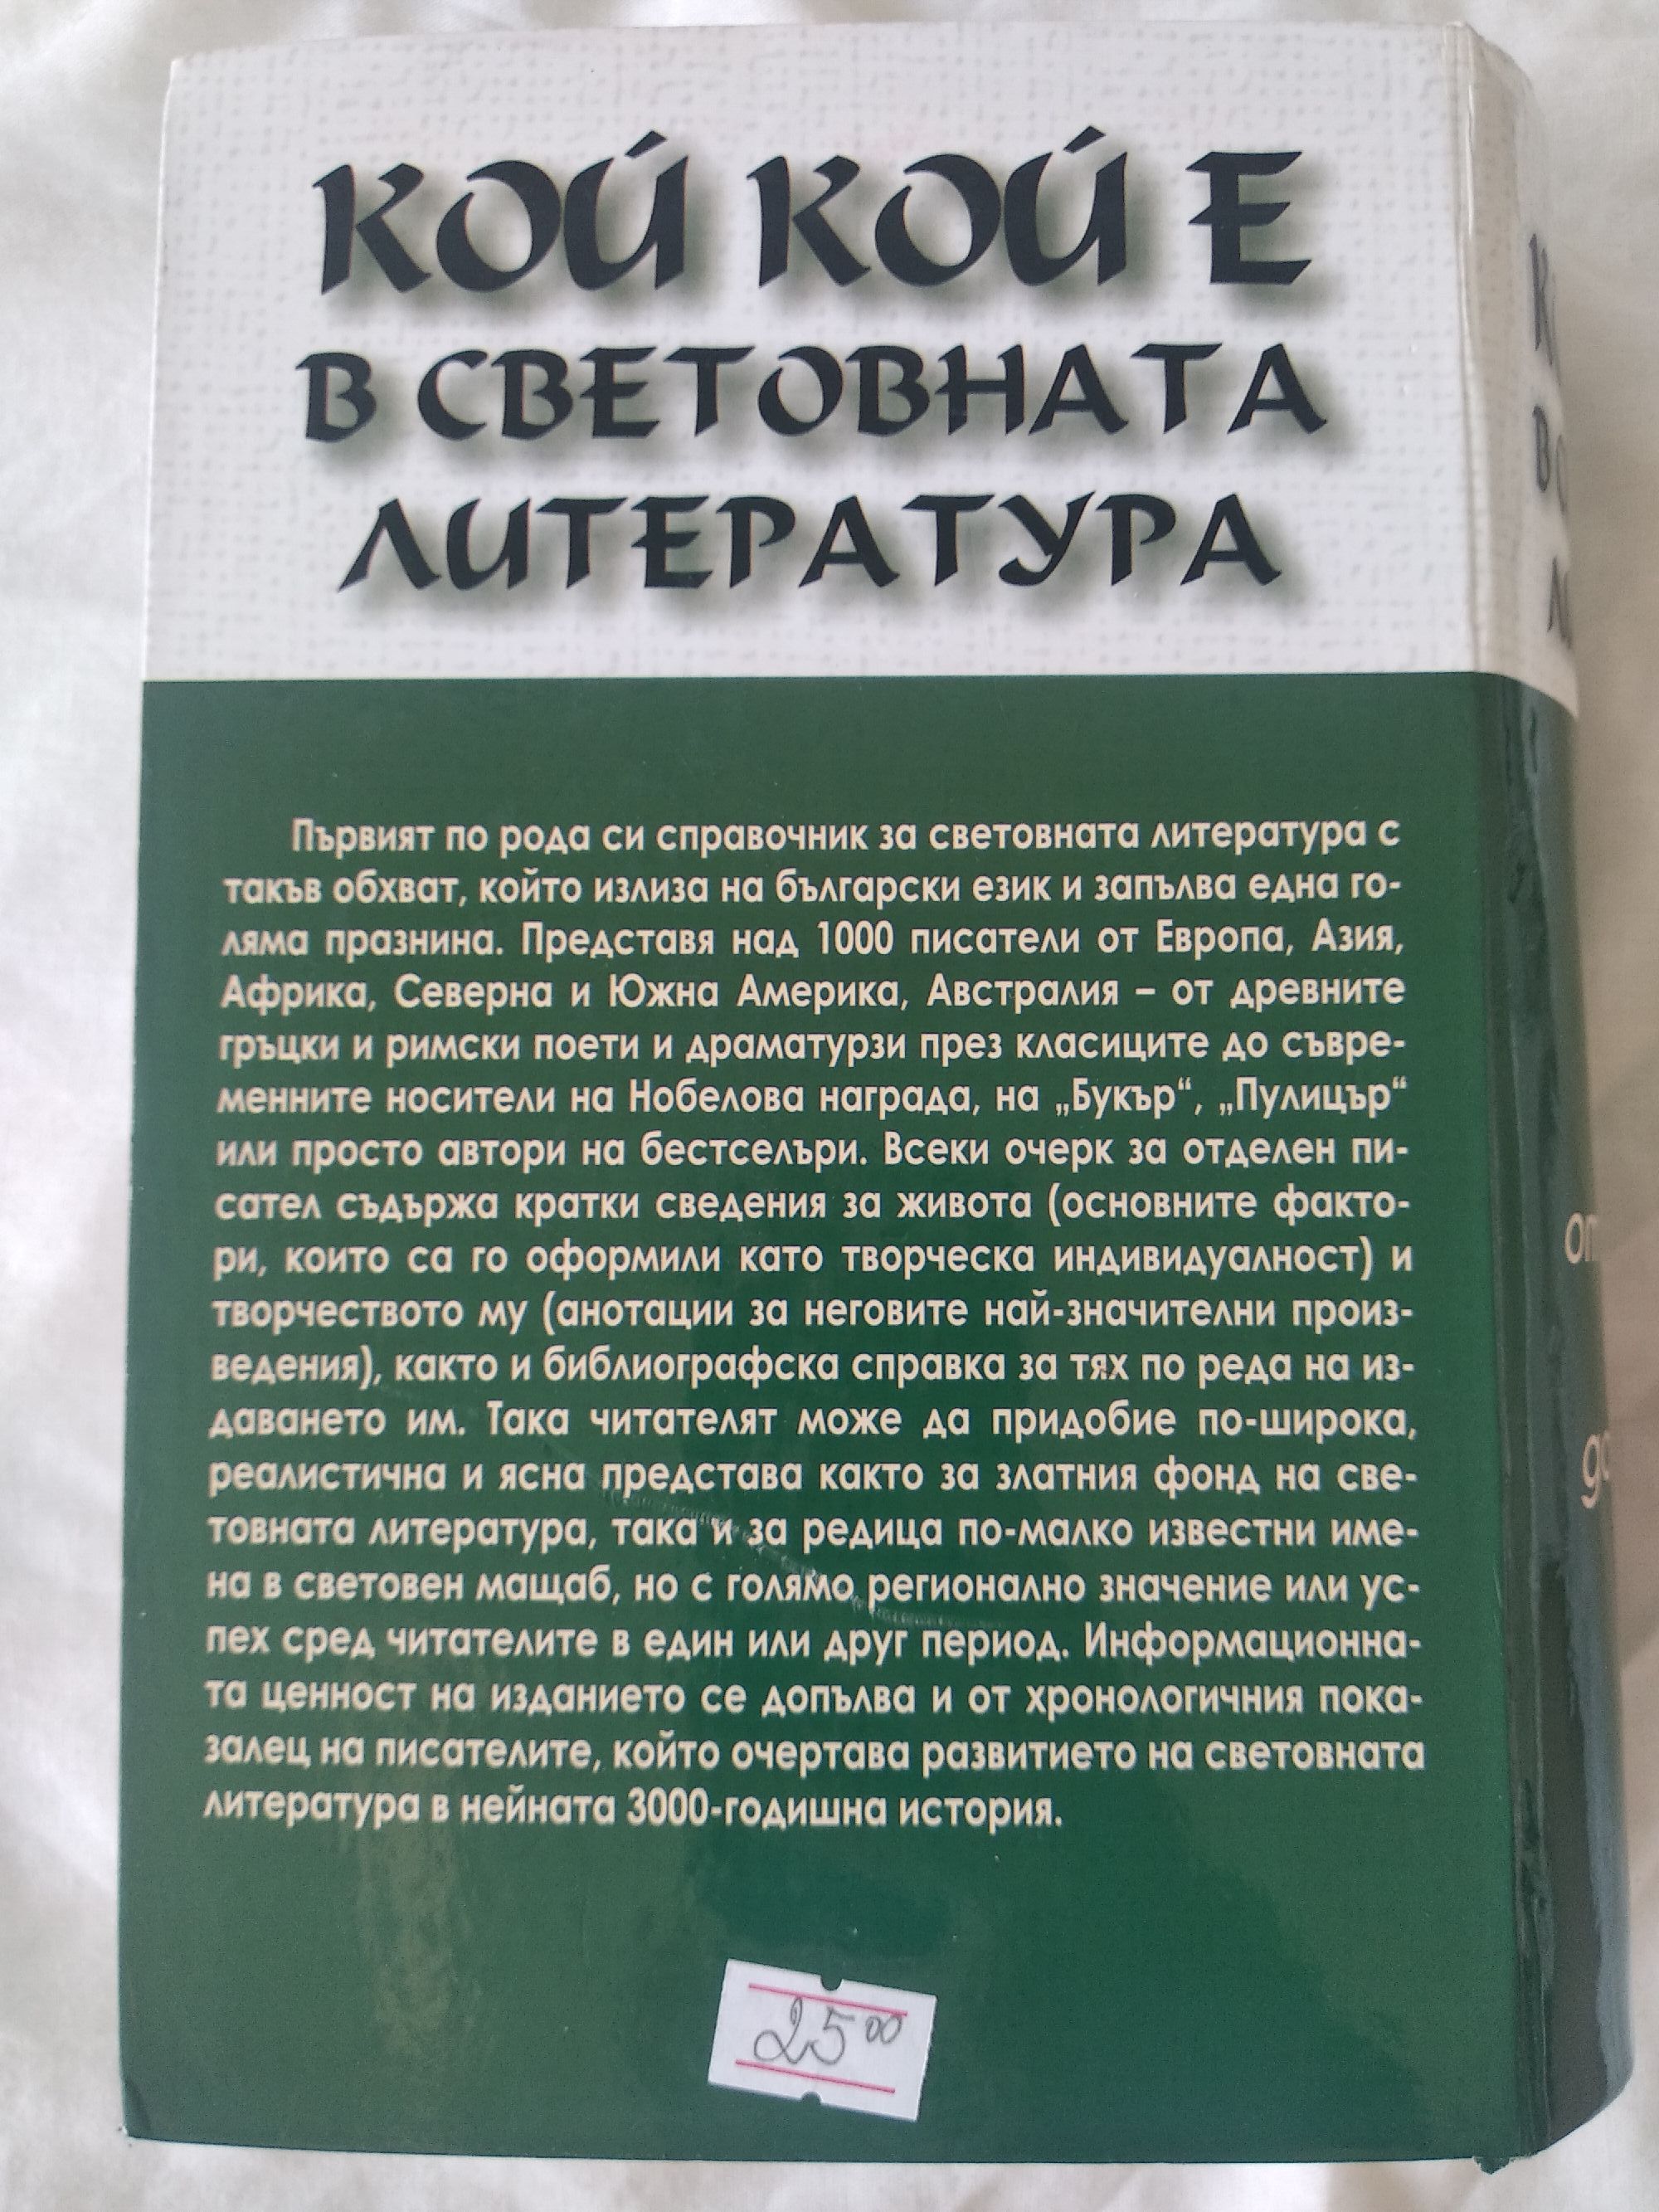 КОЙ КОЙ Е
В СВЕТОВНАТА
ЛИТЕРАТУРА
Първият по рода си справочник за световната литература с
такъв обхват, който излиза на български език и запълва една го-
ляма празнина. Представя над 1000 писатели от Европа, Азия,
Африка, Северна и Южна Америка, Австралия – от древните
гръцки и римски поети и драматурзи през класиците до съвре-
менните носители на Нобелова награда, на „Букър“, „Пулицър“
или просто автори на бестселъри. Всеки очерк за отделен пи-
сател съдържа кратки сведения за живота (основните факто-
ри, които са го оформили като творческа индивидуалност) и
творчеството му (анотации за неговите най-значителни произ-
ведения), както и библиографска справка за тях по реда на из-
даването им. Така читателят може да придобие по-широка,
реалистична и ясна представа както за златния фонд на све-
товната литература, така и за редица по-малко известни име-
на в световен мащаб, но с голямо регионално значение или ус-
пех сред читателите в един или друг период. Информационна-
та ценност на изданието се допълва и от хронологичния пока-
залец на писателите, който очертава развитието на световната
литература в нейната 3000-годишна история.
25 00